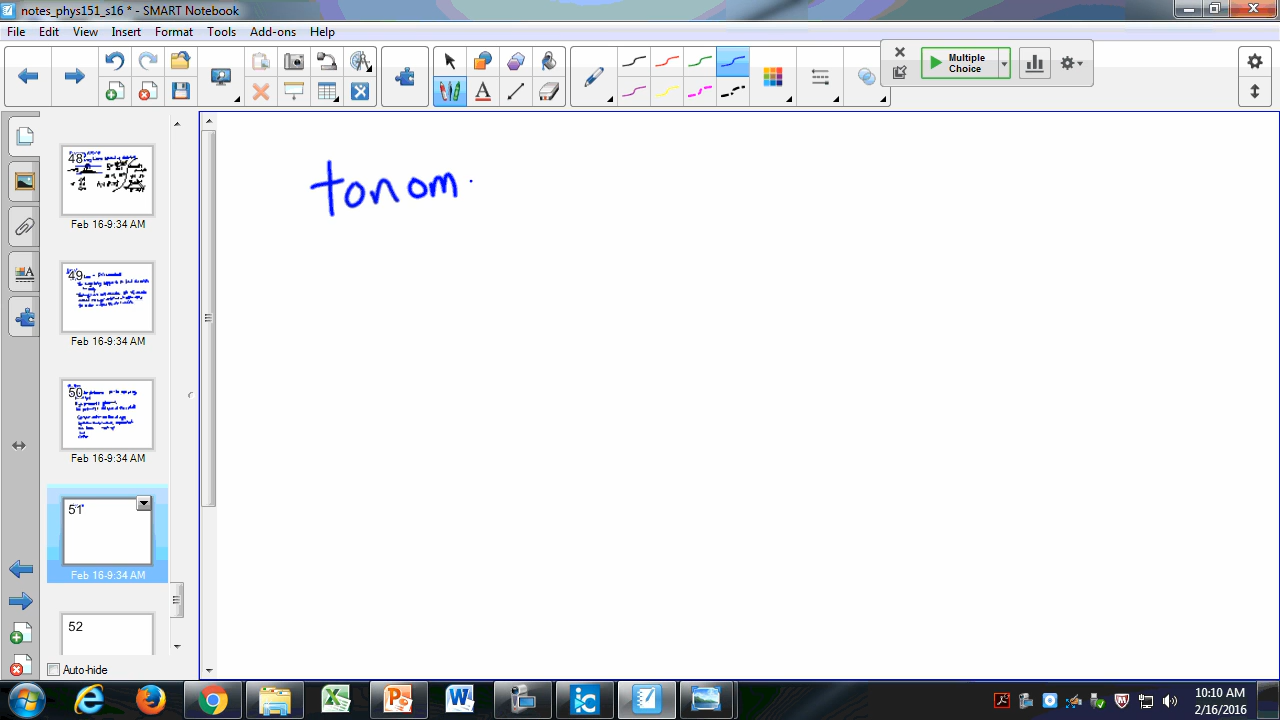 notes_phys151_s16 * - SMART Notebook
File Edit View Insert Format Tools Add-ons Help
Multiple Choice
tonom
48
Feb 16-9:34 AM
49
Feb 16-9:34 AM
50
Feb 16-9:34 AM
51
Feb 16-9:34 AM
52
Auto-hide
10:10 AM
2/16/2016